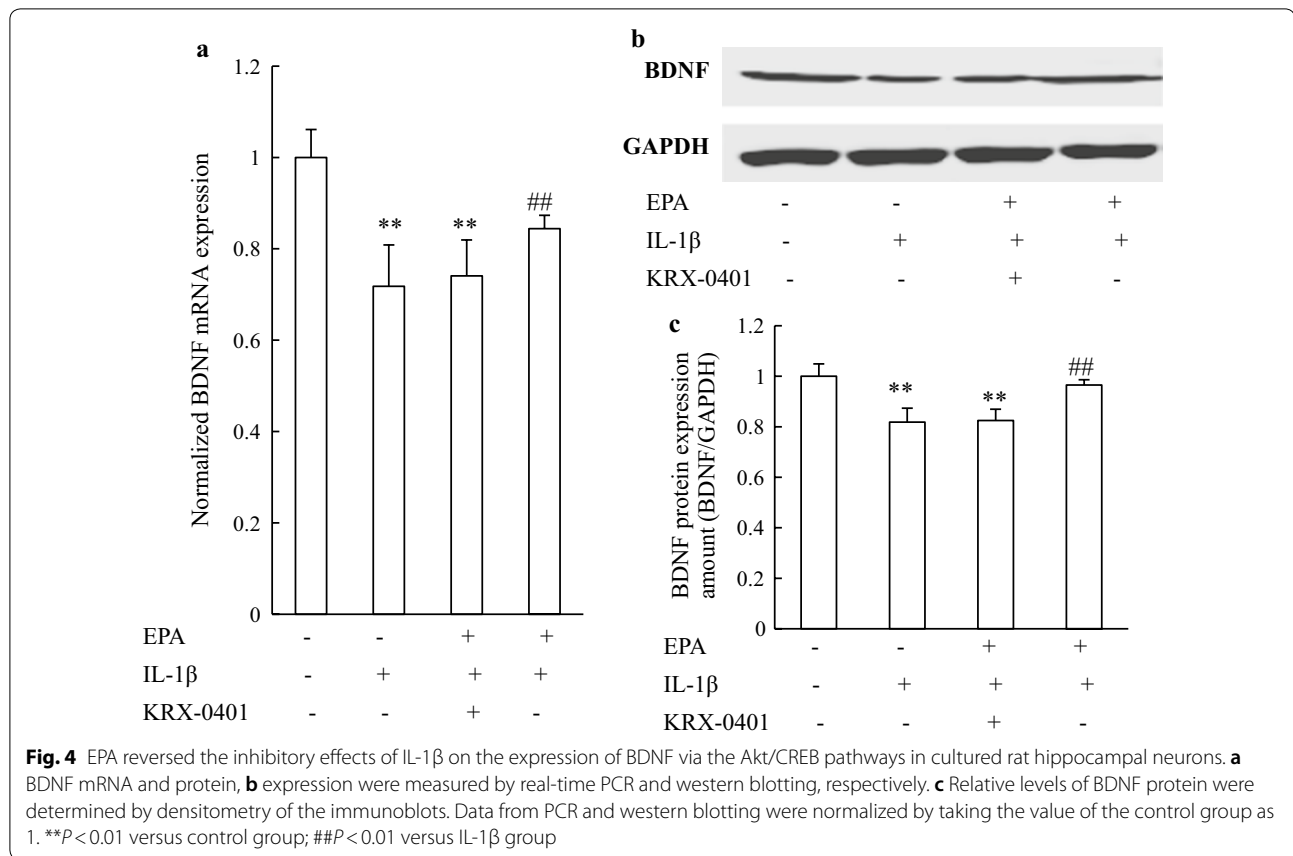 a
1.2
1
0.8
0.6
0.4
0.2
0
Normalized BDNF mRNA expression
**
**
##
EPA - - + +
IL-1β - + + +
KRX-0401 - - + -
b
BDNF
GAPDH
EPA - - + +
IL-1β - + + +
KRX-0401 - - + -
c
1.2
1
0.8
0.6
0.4
0.2
0
BDNF protein expression
amount (BDNF/GAPDH)
**
**
##
EPA - - + +
IL-1β - + + +
KRX-0401 - - + -
Fig. 4 EPA reversed the inhibitory effects of IL-1β on the expression of BDNF via the Akt/CREB pathways in cultured rat hippocampal neurons. a
BDNF mRNA and protein, b expression were measured by real-time PCR and western blotting, respectively. c Relative levels of BDNF protein were
determined by densitometry of the immunoblots. Data from PCR and western blotting were normalized by taking the value of the control group as
1. **P < 0.01 versus control group; ##P < 0.01 versus IL-1β group